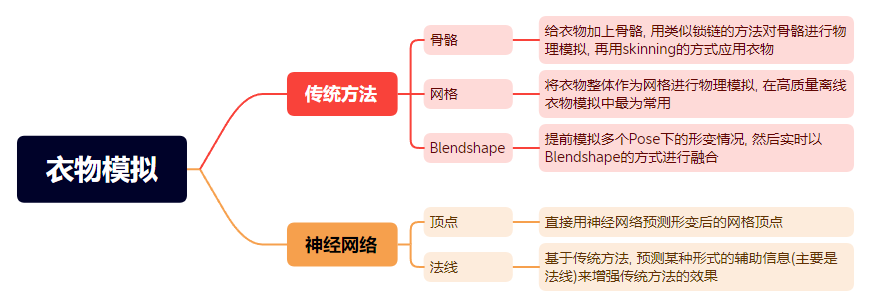 衣物模拟
传统方法
骨骼
给衣物加上骨骼, 用类似锁链的方法对骨骼进行物
理模拟, 再用skinning的方式应用衣物
网格
将衣物整体作为网格进行物理模拟, 在高质量离线
衣物模拟中最为常用
Blendshape
提前模拟多个Pose下的形变情况, 然后实时以
Blendshape的方式进行融合
神经网络
顶点
直接用神经网络预测形变后的网格顶点
法线
基于传统方法, 预测某种形式的辅助信息(主要是
法线)来增强传统方法的效果